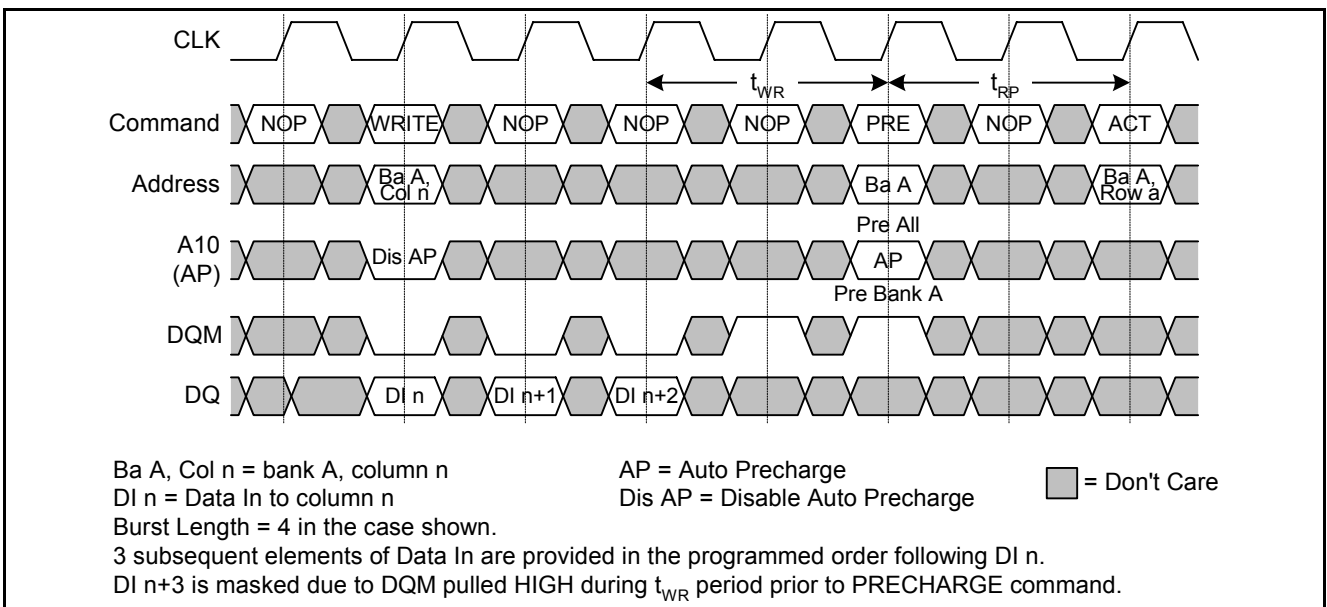 CLK
t_WR t_RP
Command NOP WRITE NOP NOP NOP PRE NOP ACT
Address Ba A, Col n Ba A Ba A, Row a
Pre All
A10 (AP) Dis AP AP
Pre Bank A
DQM
DQ DI n DI n+1 DI n+2
Ba A, Col n = bank A, column n
AP = Auto Precharge
DI n = Data In to column n
Dis AP = Disable Auto Precharge
= Don't Care
Burst Length = 4 in the case shown.
3 subsequent elements of Data In are provided in the programmed order following DI n.
DI n+3 is masked due to DQM pulled HIGH during t_WR period prior to PRECHARGE command.